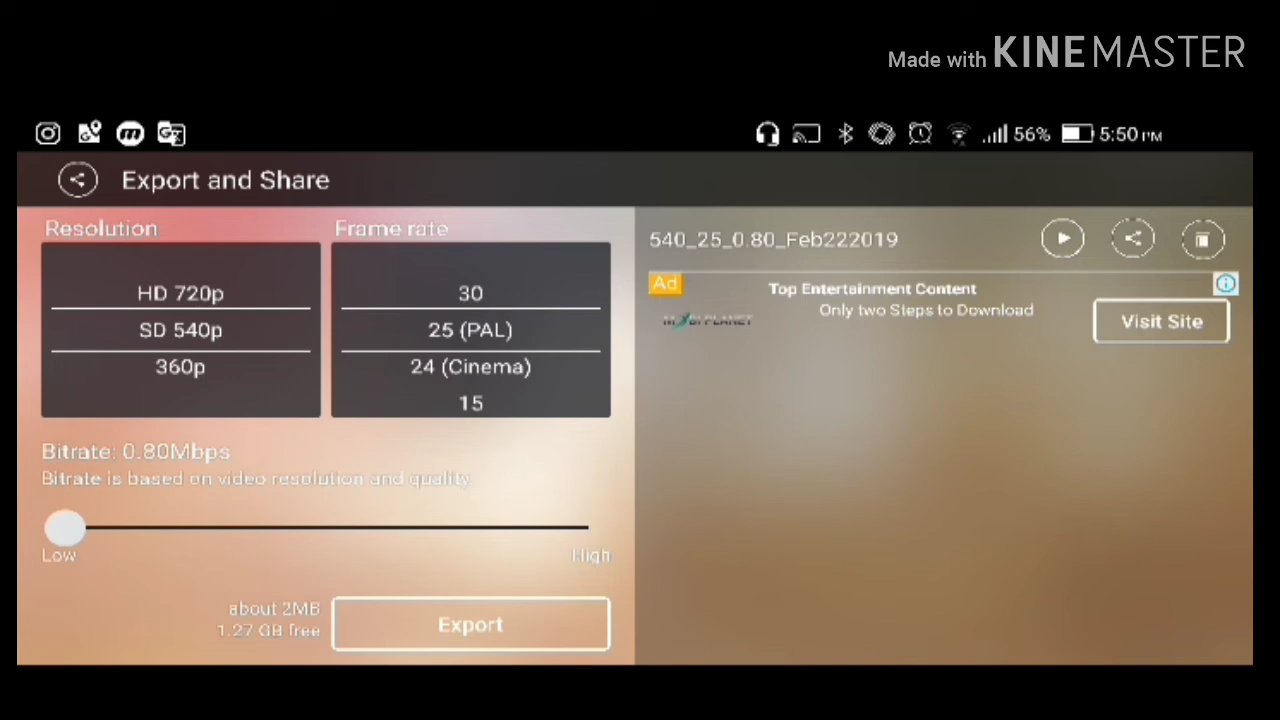 Made with KINEMASTER
56% 5:50 PM
Export and Share
Resolution
Frame rate
HD 720p
SD 540p
360p
30
25 (PAL)
24 (Cinema)
15
Bitrate: 0.80Mbps
Bitrate is based on video resolution and quality.
Low
High
about 2MB
1.27 GB free
Export
540_25_0.80_Feb222019
Ad
Top Entertainment Content
Only two Steps to Download
MOBI PLANET
Visit Site